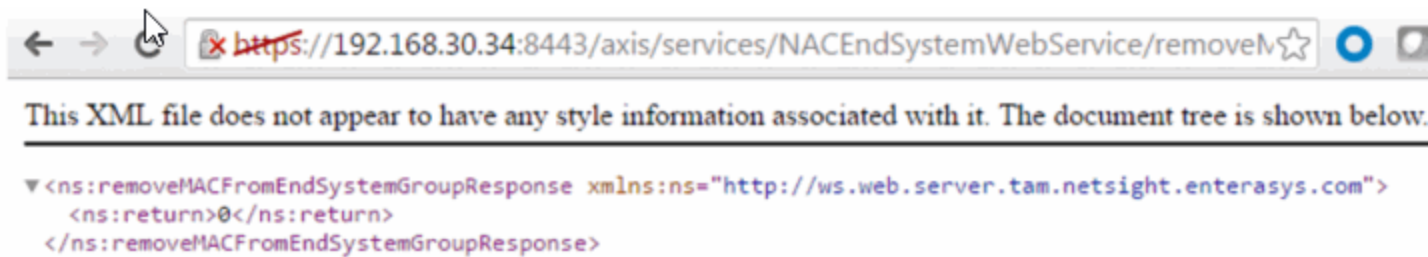 https://192.168.30.34:8443/axis/services/NACEndSystemWebService/removeM
This XML file does not appear to have any style information associated with it. The document tree is shown below.
▼<ns:removeMACFromEndSystemGroupResponse xmlns:ns="http://ws.web.server.tam.netsight.enterasys.com">
<ns:return>0</ns:return>
</ns:removeMACFromEndSystemGroupResponse>